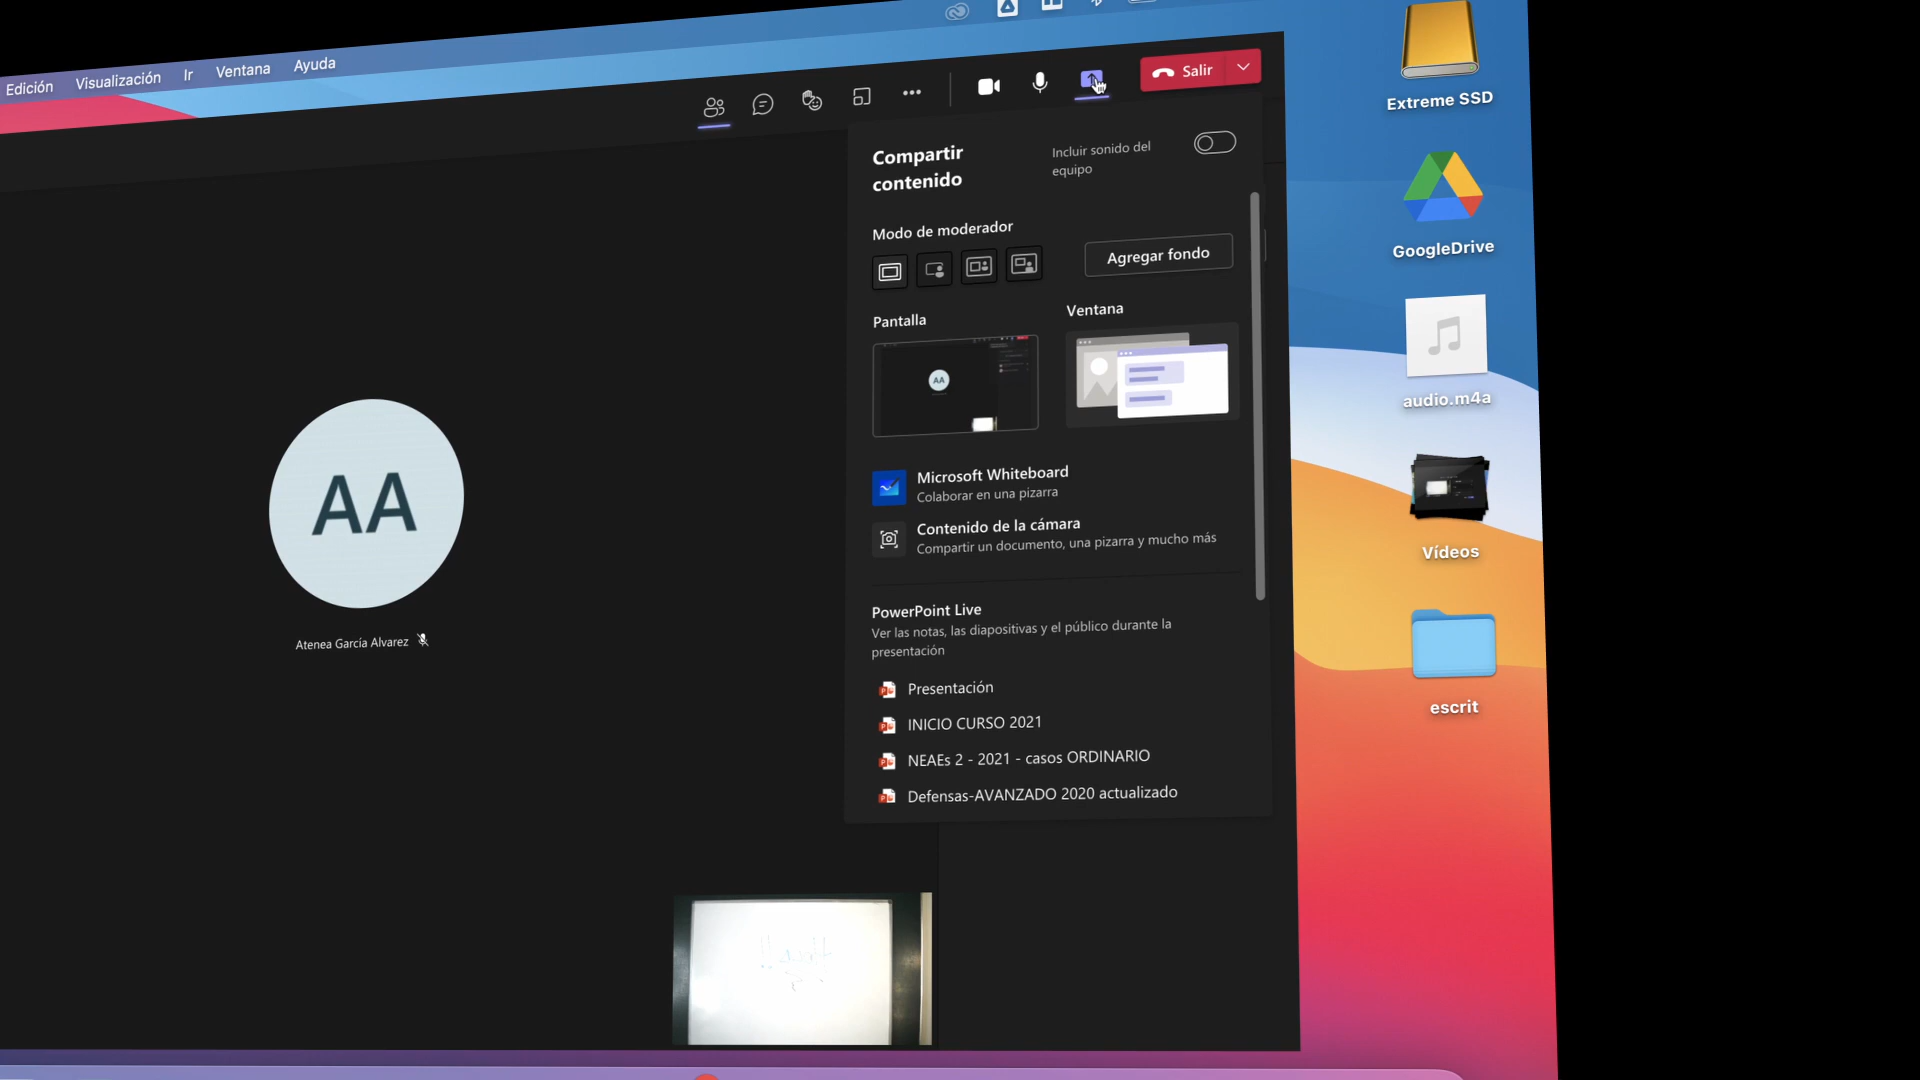 Edición Visualización Ir Ventana Ayuda
Salir
Compartir
contenido
Incluir sonido del
equipo
Modo de moderador
Agregar fondo
Pantalla
Ventana
AA
Microsoft Whiteboard
Colaborar en una pizarra
Contenido de la cámara
Compartir un documento, una pizarra y mucho más
PowerPoint Live
Ver las notas, las diapositivas y el público durante la
presentación
Presentación
INICIO CURSO 2021
NEAEs 2 - 2021 - casos ORDINARIO
Defensas-AVANZADO 2020 actualizado
AA
Atenea García Alvarez
Extreme SSD
GoogleDrive
audio.m4a
Vídeos
escrit